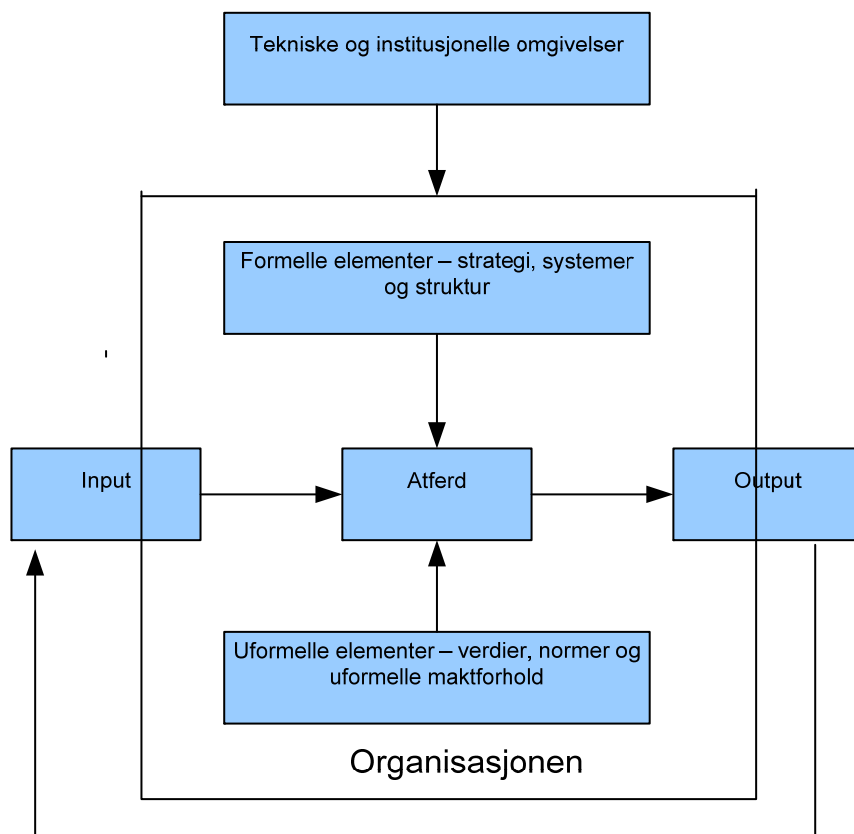 Tekniske og institusjonelle omgivelser
Formelle elementer – strategi, systemer
og struktur
Input
Atferd
Output
Uformelle elementer – verdier, normer og
uformelle maktforhold
Organisasjonen